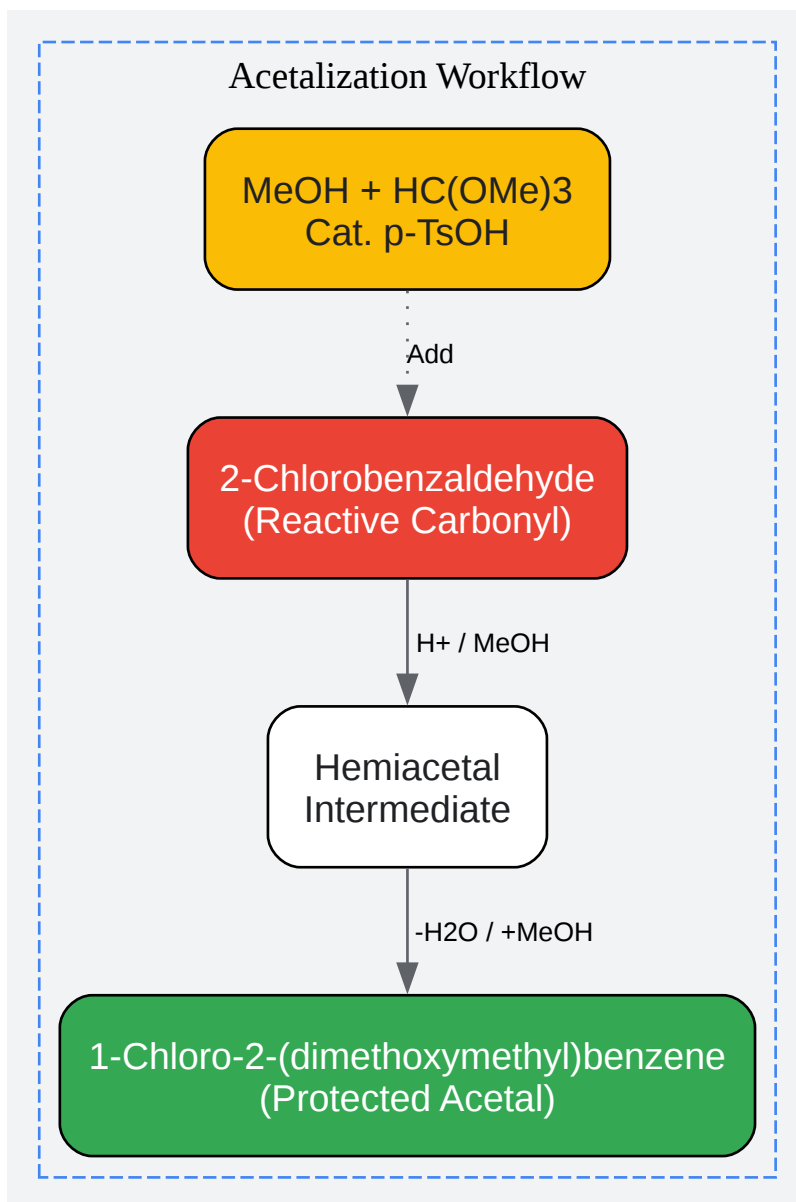 Acetalization Workflow
MeOH + HC(OMe)3
Cat. p-TsOH
Add
2-Chlorobenzaldehyde
(Reactive Carbonyl)
H+ / MeOH
Hemiacetal
Intermediate
-H2O / +MeOH
1-Chloro-2-(dimethoxymethyl)benzene
(Protected Acetal)